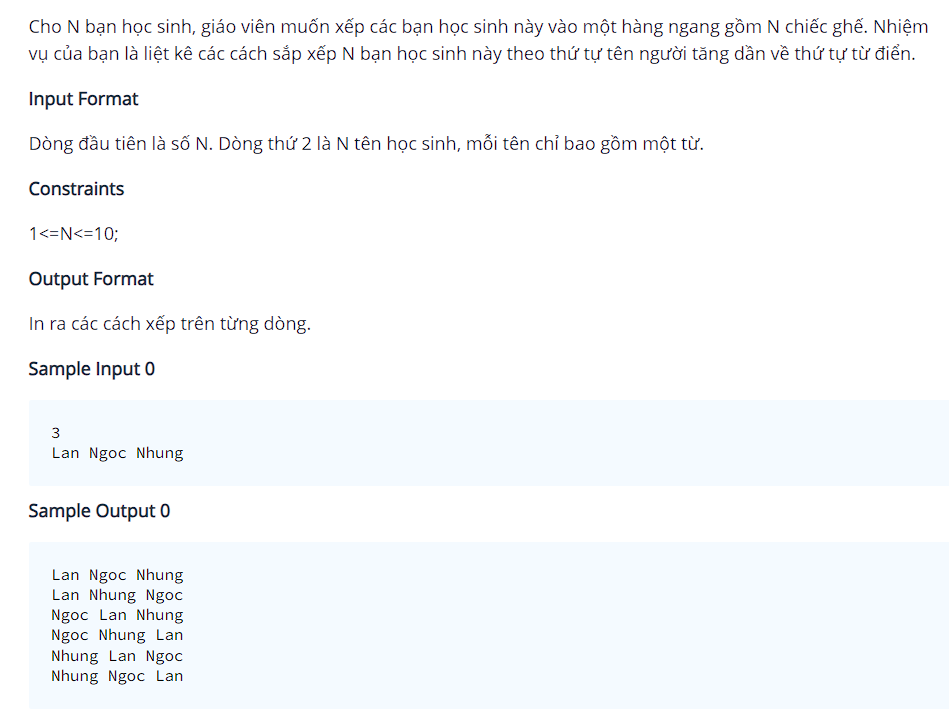 Cho N bạn học sinh, giáo viên muốn xếp các bạn học sinh này vào một hàng ngang gồm N chiếc ghế. Nhiệm
vụ của bạn là liệt kê các cách sắp xếp N bạn học sinh này theo thứ tự tên người tăng dần về thứ tự từ điển.
Input Format
Dòng đầu tiên là số N. Dòng thứ 2 là N tên học sinh, mỗi tên chỉ bao gồm một từ.
Constraints
1<=N<=10;
Output Format
In ra các cách xếp trên từng dòng.
Sample Input 0
3
Lan Ngoc Nhung
Sample Output 0
Lan Ngoc Nhung
Lan Nhung Ngoc
Ngoc Lan Nhung
Ngoc Nhung Lan
Nhung Lan Ngoc
Nhung Ngoc Lan